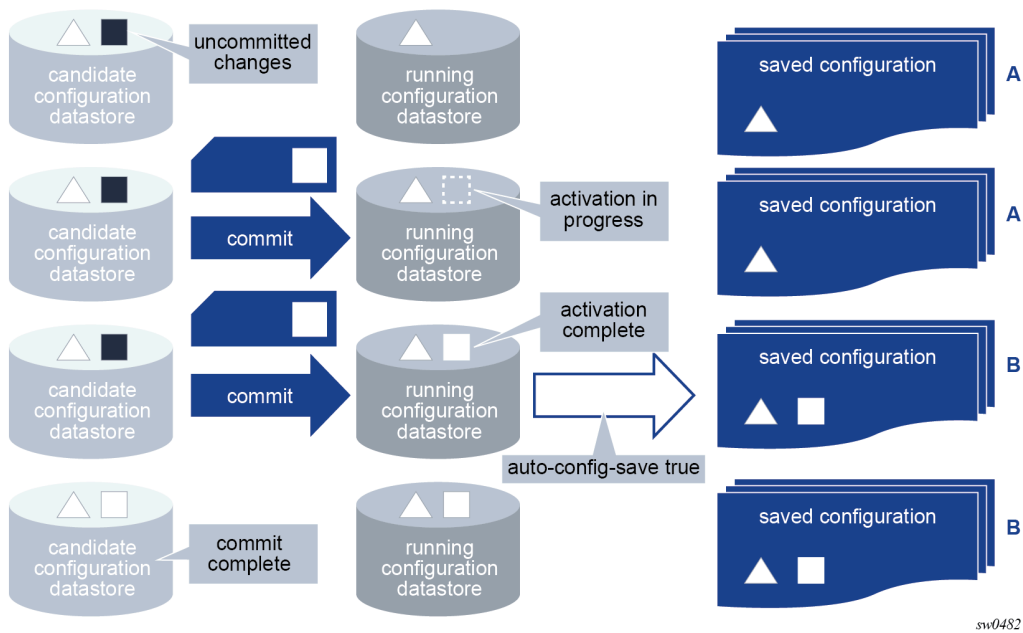 uncommitted
changes
candidate
configuration
datastore
running
configuration
datastore
saved configuration
A
candidate
configuration
datastore
commit
running
configuration
datastore
activation in
progress
saved configuration
A
candidate
configuration
datastore
commit
running
configuration
datastore
activation
complete
auto-config-save true
saved configuration
B
candidate
configuration
datastore
commit
complete
running
configuration
datastore
saved configuration
B
sw0482